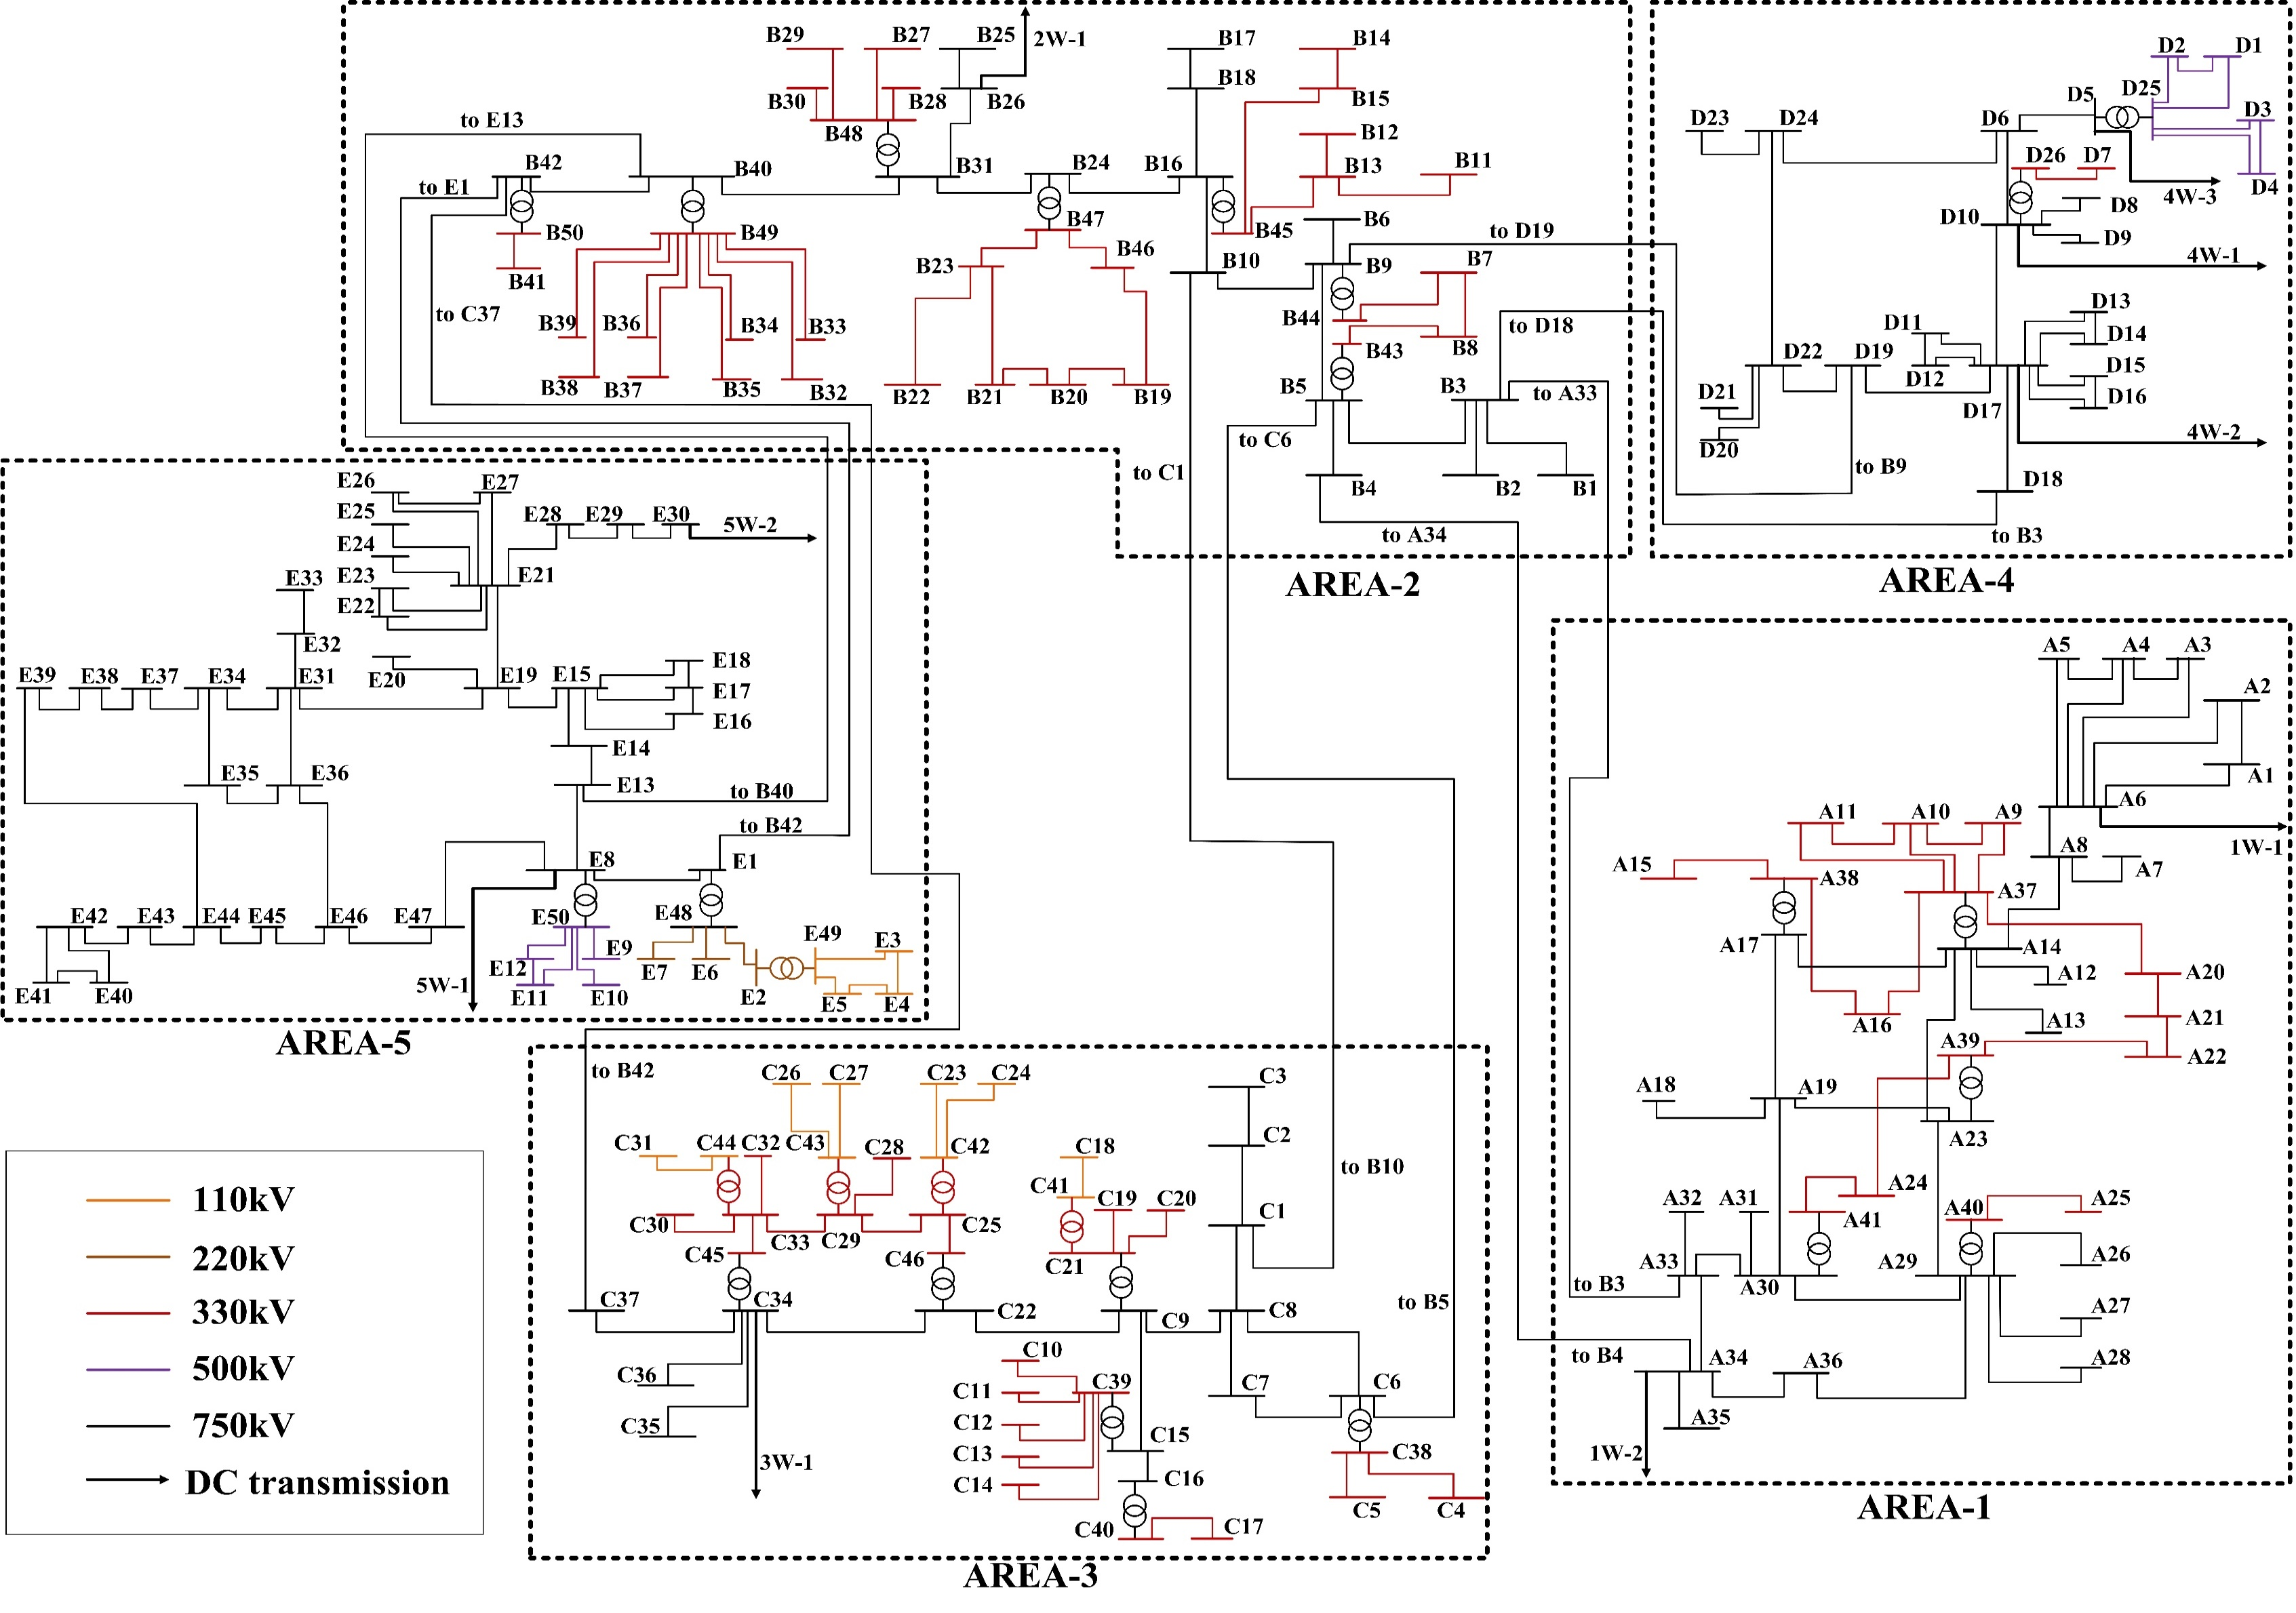 B29
B27
B25
2W-1
B17
B14
B30
B28
B26
B18
B15
B48
to E13
B12
B42
B40
B31
B24
B16
B13
B11
to E1
B50
B49
B47
B45
B6
to D19
B41
B23
B46
B10
B9
B7
to C37
B39
B36
B34
B33
B44
to D18
B43
B8
B38
B37
B35
B32
B22
B21
B20
B19
B5
B3
to A33
to C6
to C1
B4
B2
B1
to A34
AREA-2
D2
D1
D5
D25
D3
D23
D24
D6
D26
D7
D4
4W-3
D10
D8
D9
4W-1
D13
D11
D14
D22
D19
D15
D12
D16
D21
D17
D20
4W-2
to B9
D18
to B3
AREA-4
E26
E27
E25
E28
E29
E30
5W-2
E24
E33
E23
E21
E22
E32
E39
E38
E37
E34
E31
E20
E19
E15
E18
E17
E16
E14
E35
E36
E13
to B40
to B42
E8
E1
E42
E43
E44
E45
E46
E47
E50
E48
E49
E3
E12
E9
E7
E6
E41
E40
5W-1
E11
E10
E2
E5
E4
AREA-5
A5
A4
A3
A2
A1
A6
A11
A10
A9
A8
1W-1
A15
A38
A37
A7
A17
A14
A12
A20
A16
A13
A21
A39
A22
A18
A19
A23
A24
A32
A31
A41
A40
A25
A33
A30
A29
A26
to B3
A27
to B4
A34
A36
A28
A35
1W-2
AREA-1
to B42
C26
C27
C23
C24
C3
C31
C44
C32
C43
C28
C42
C18
C2
to B10
C41
C19
C20
C30
C33
C29
C25
C1
C45
C46
C21
C37
C34
C22
C9
C8
to B5
C10
C36
C11
C39
C7
C6
C35
C12
C15
C13
C38
3W-1
C14
C16
C40
C17
C5
C4
AREA-3
110kV
220kV
330kV
500kV
750kV
DC transmission